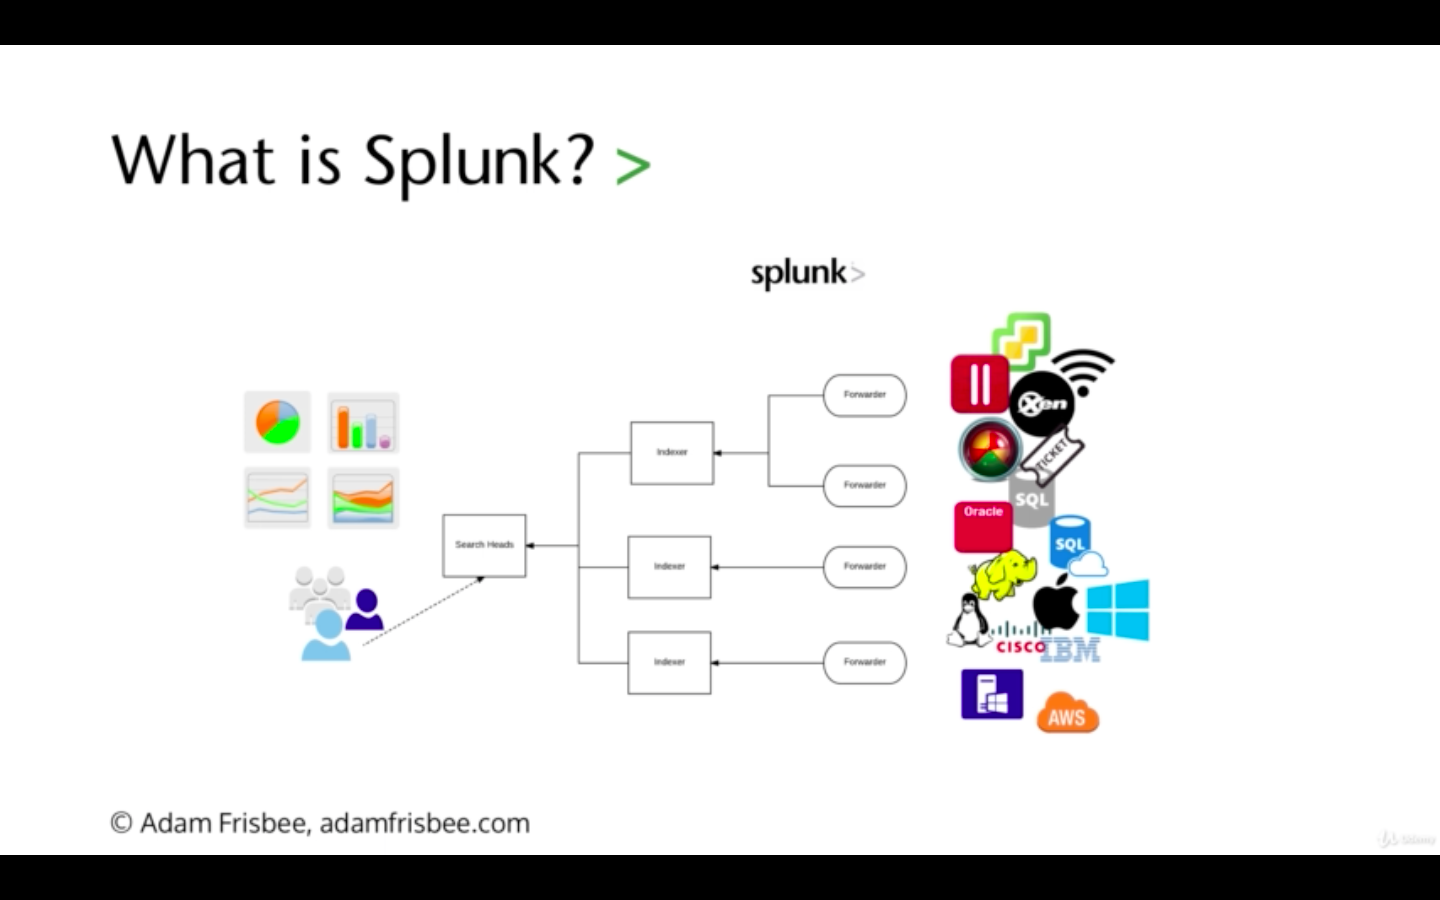 What is Splunk? >
splunk>
Forwarder
Indexer
Forwarder
Search Heads
Indexer
Forwarder
Indexer
Forwarder
Xen
TICKET
SQL
Oracle
SQL
CISCO
IBM
AWS
© Adam Frisbee, adamfrisbee.com
Udemy